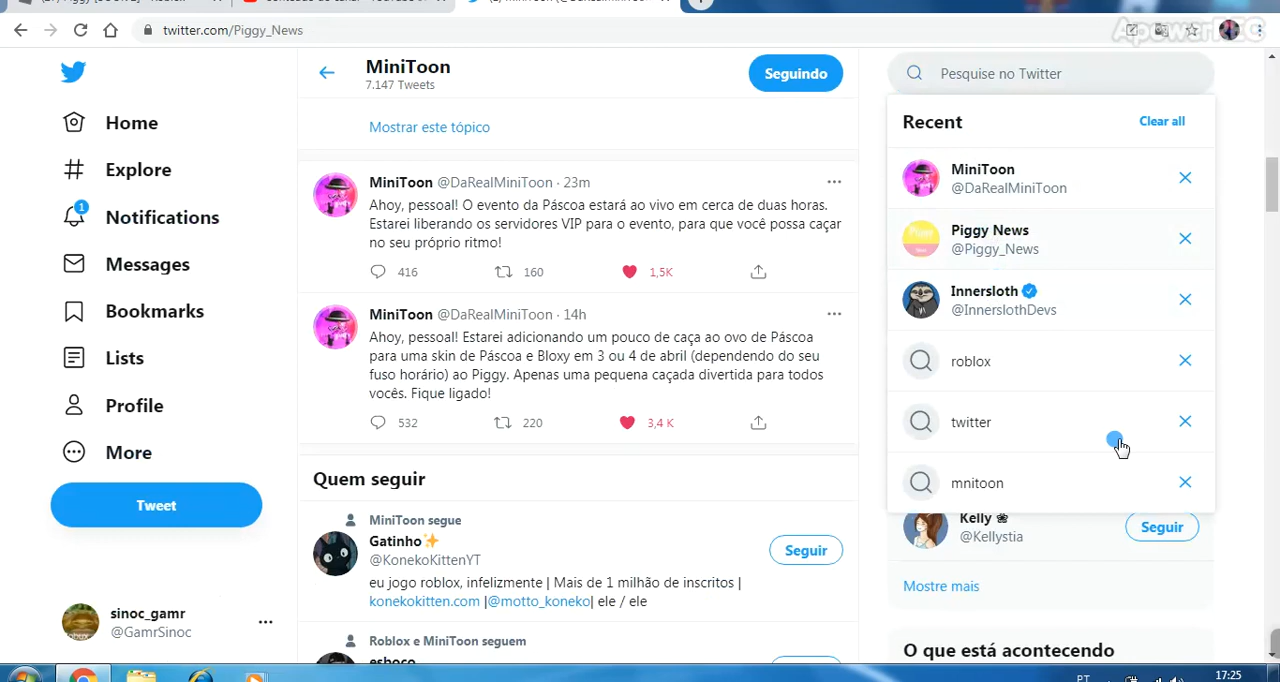 twitter.com/Piggy_News
ApowerREC
MiniToon
7.147 Tweets
Seguindo
Mostrar este tópico
Home
Explore
1
Notifications
Messages
Bookmarks
Lists
Profile
More
Tweet
sinoc_gamr
@GamrSinoc
MiniToon @DaRealMiniToon · 23m
Ahoy, pessoal! O evento da Páscoa estará ao vivo em cerca de duas horas.
Estarei liberando os servidores VIP para o evento, para que você possa caçar
no seu próprio ritmo!
416 160 1,5K
MiniToon @DaRealMiniToon · 14h
Ahoy, pessoal! Estarei adicionando um pouco de caça ao ovo de Páscoa
para uma skin de Páscoa e Bloxy em 3 ou 4 de abril (dependendo do seu
fuso horário) ao Piggy. Apenas uma pequena caçada divertida para todos
vocês. Fique ligado!
532 220 3,4 K
Quem seguir
MiniToon segue
Gatinho✨
@KonekoKittenYT
Seguir
eu jogo roblox, infelizmente | Mais de 1 milhão de inscritos |
konekokitten.com |@motto_koneko| ele / ele
Roblox e MiniToon seguem
esboço
Pesquise no Twitter
Recent
Clear all
MiniToon
@DaRealMiniToon
Piggy News
@Piggy_News
Innersloth
@InnerslothDevs
roblox
twitter
mnitoon
Kelly ❀
@Kellystia
Seguir
Mostre mais
O que está acontecendo
PT
17:25